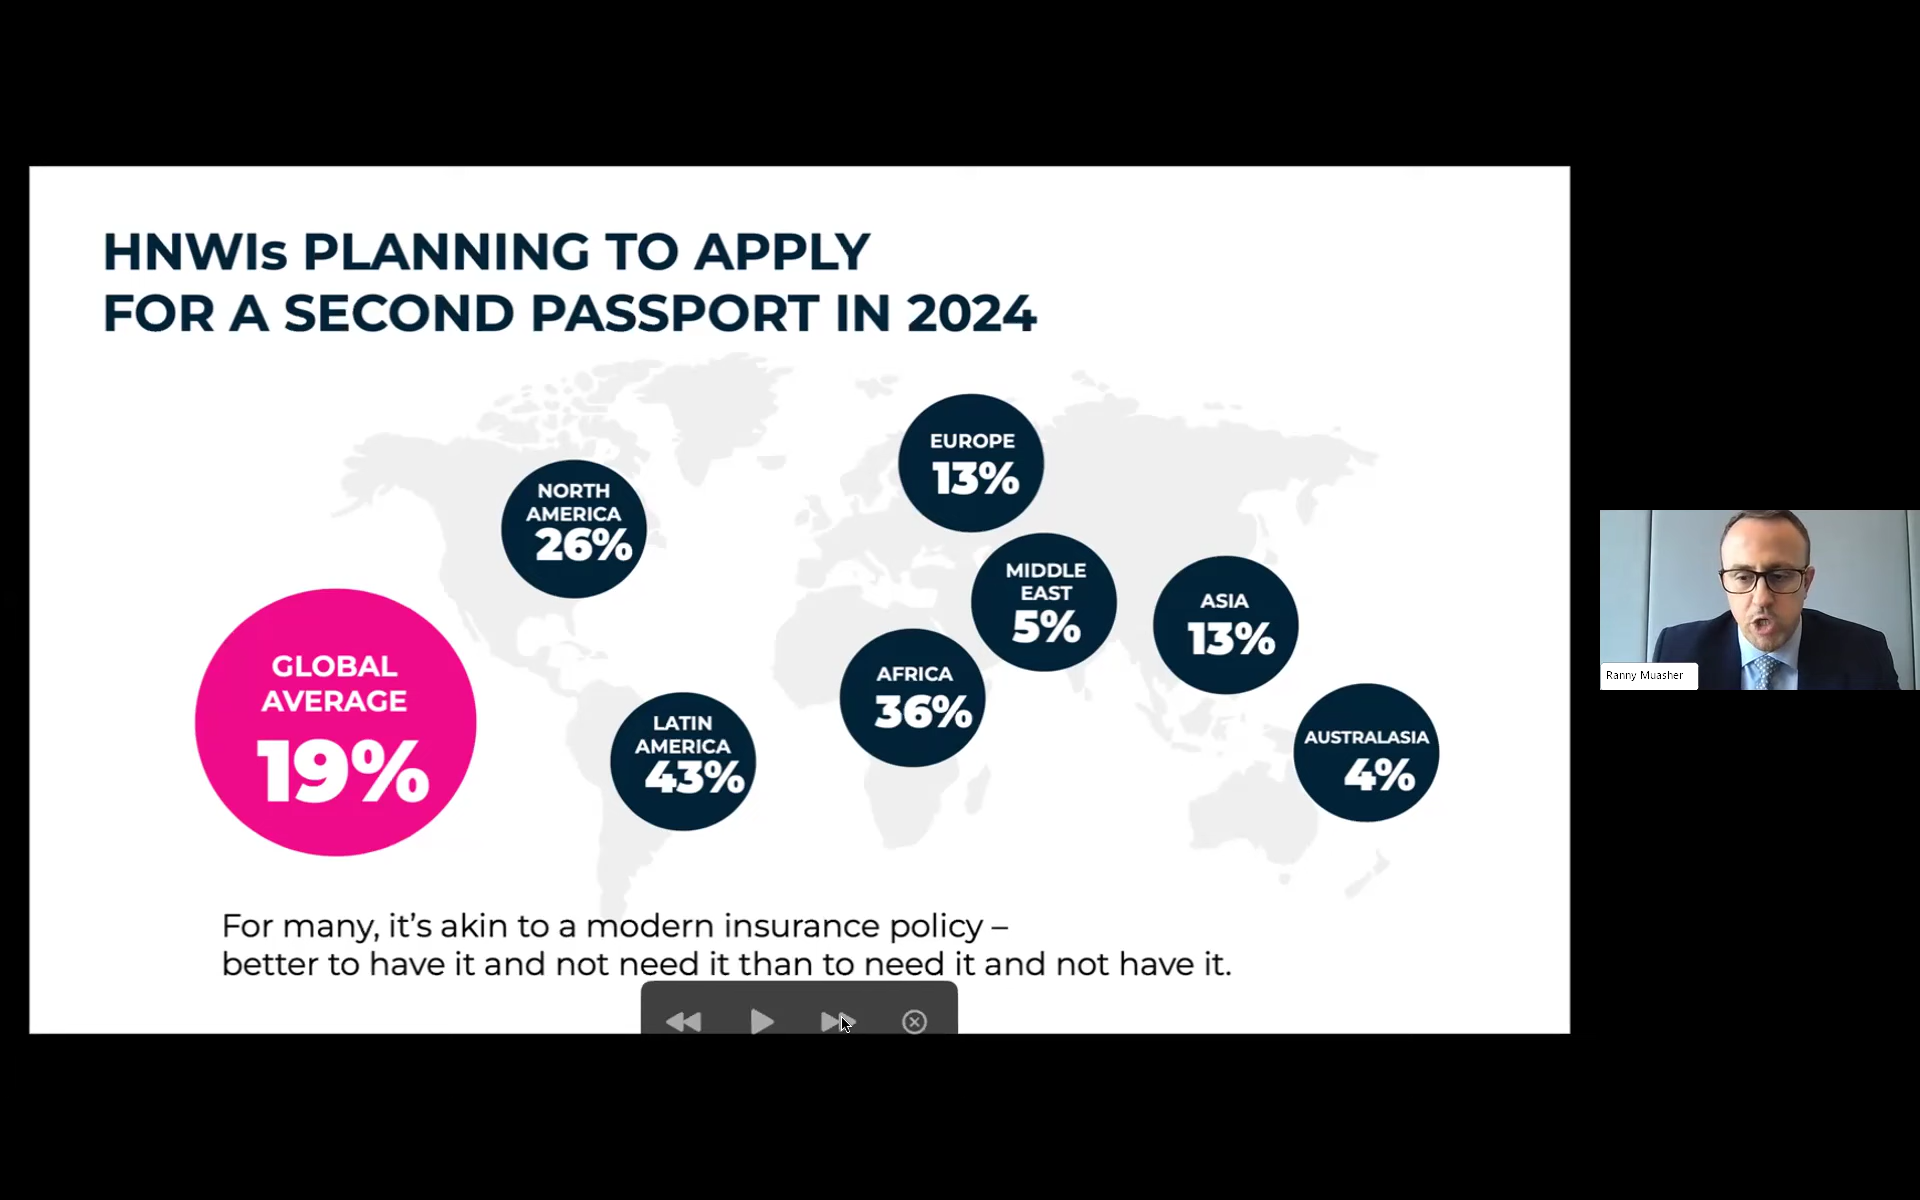 HNWIs PLANNING TO APPLY
FOR A SECOND PASSPORT IN 2024
EUROPE
13%
NORTH
AMERICA
26%
MIDDLE
EAST
5%
ASIA
13%
GLOBAL
AVERAGE
19%
AFRICA
36%
LATIN
AMERICA
43%
AUSTRALASIA
4%
For many, it’s akin to a modern insurance policy –
better to have it and not need it than to need it and not have it.
Ranny Muasher